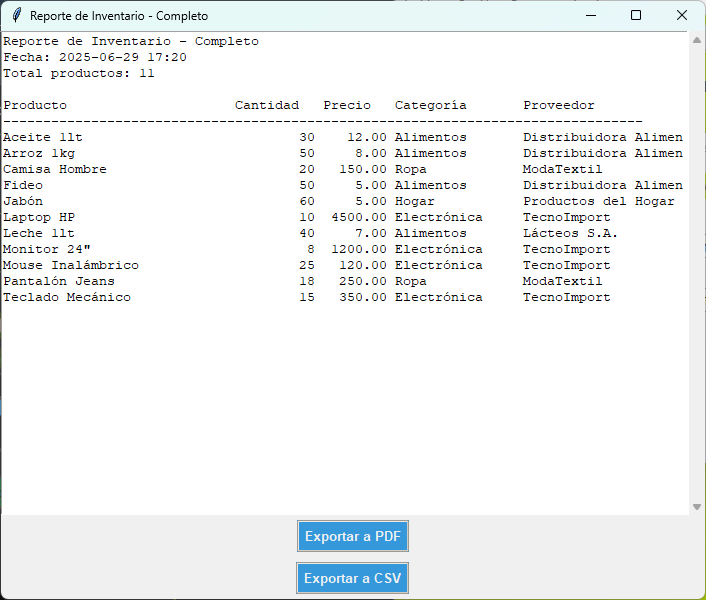 Reporte de Inventario - Completo
Reporte de Inventario - Completo
Fecha: 2025-06-29 17:20
Total productos: 11
Producto Cantidad Precio Categoría Proveedor
--------------------------------------------------------------------------------
Aceite 1lt 30 12.00 Alimentos Distribuidora Alimen
Arroz 1kg 50 8.00 Alimentos Distribuidora Alimen
Camisa Hombre 20 150.00 Ropa ModaTextil
Fideo 50 5.00 Alimentos Distribuidora Alimen
Jabón 60 5.00 Hogar Productos del Hogar
Laptop HP 10 4500.00 Electrónica TecnoImport
Leche 1lt 40 7.00 Alimentos Lácteos S.A.
Monitor 24" 8 1200.00 Electrónica TecnoImport
Mouse Inalámbrico 25 120.00 Electrónica TecnoImport
Pantalón Jeans 18 250.00 Ropa ModaTextil
Teclado Mecánico 15 350.00 Electrónica TecnoImport
Exportar a PDF
Exportar a CSV